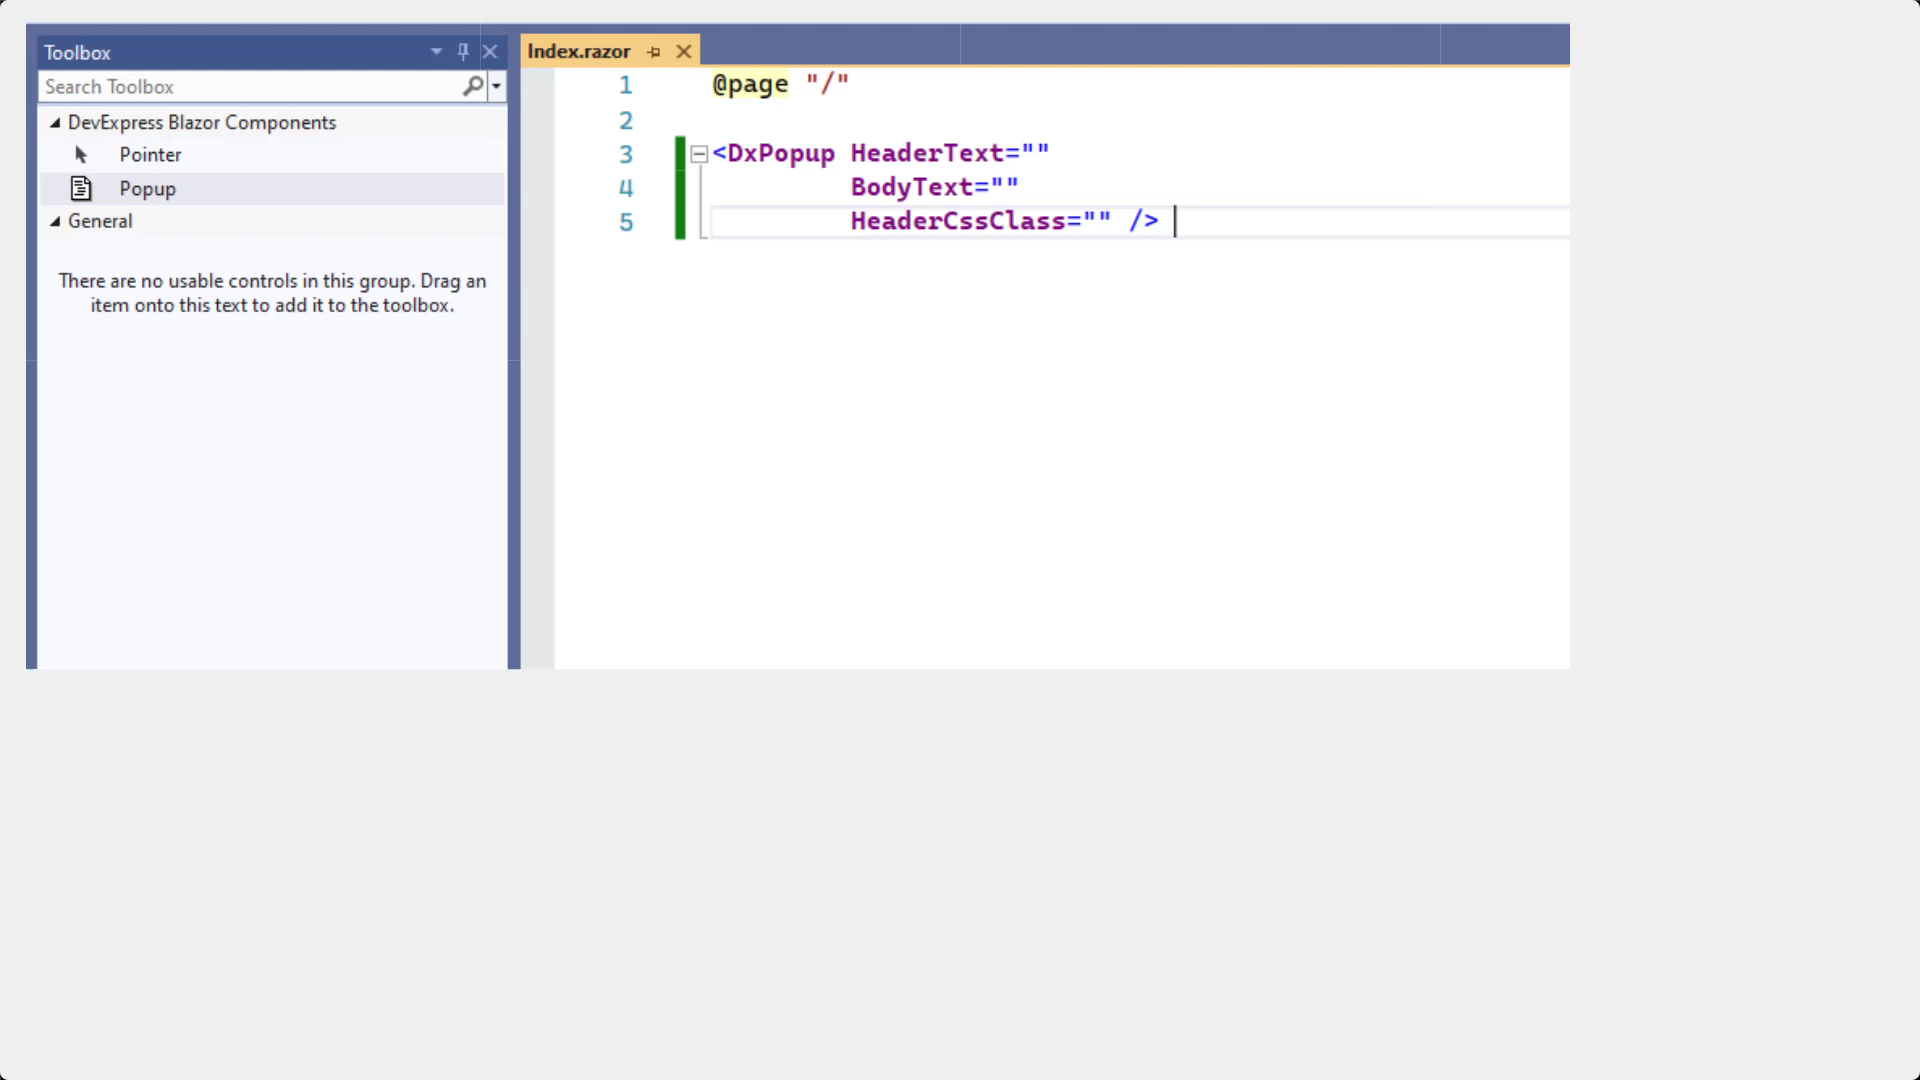 Toolbox
Search Toolbox
DevExpress Blazor Components
Pointer
Popup
General
There are no usable controls in this group. Drag an
item onto this text to add it to the toolbox.
Index.razor
1 @page "/"
2
3 <DxPopup HeaderText=""
4 BodyText=""
5 HeaderCssClass="" />